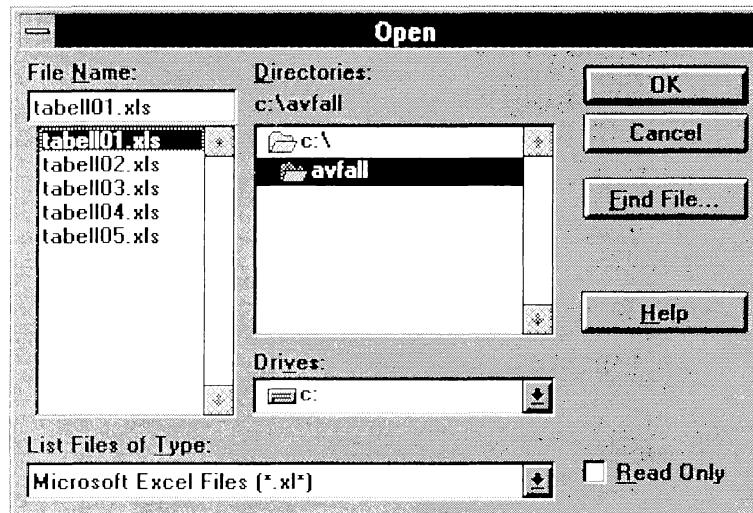 Open
File Name:
tabell01.xls
tabell01.xls
tabell02.xls
tabell03.xls
tabell04.xls
tabell05.xls
Directories:
c:\avfall
c:\
avfall
Drives:
c:
List Files of Type:
Microsoft Excel Files (*.xl*)
OK
Cancel
Find File...
Help
Read Only